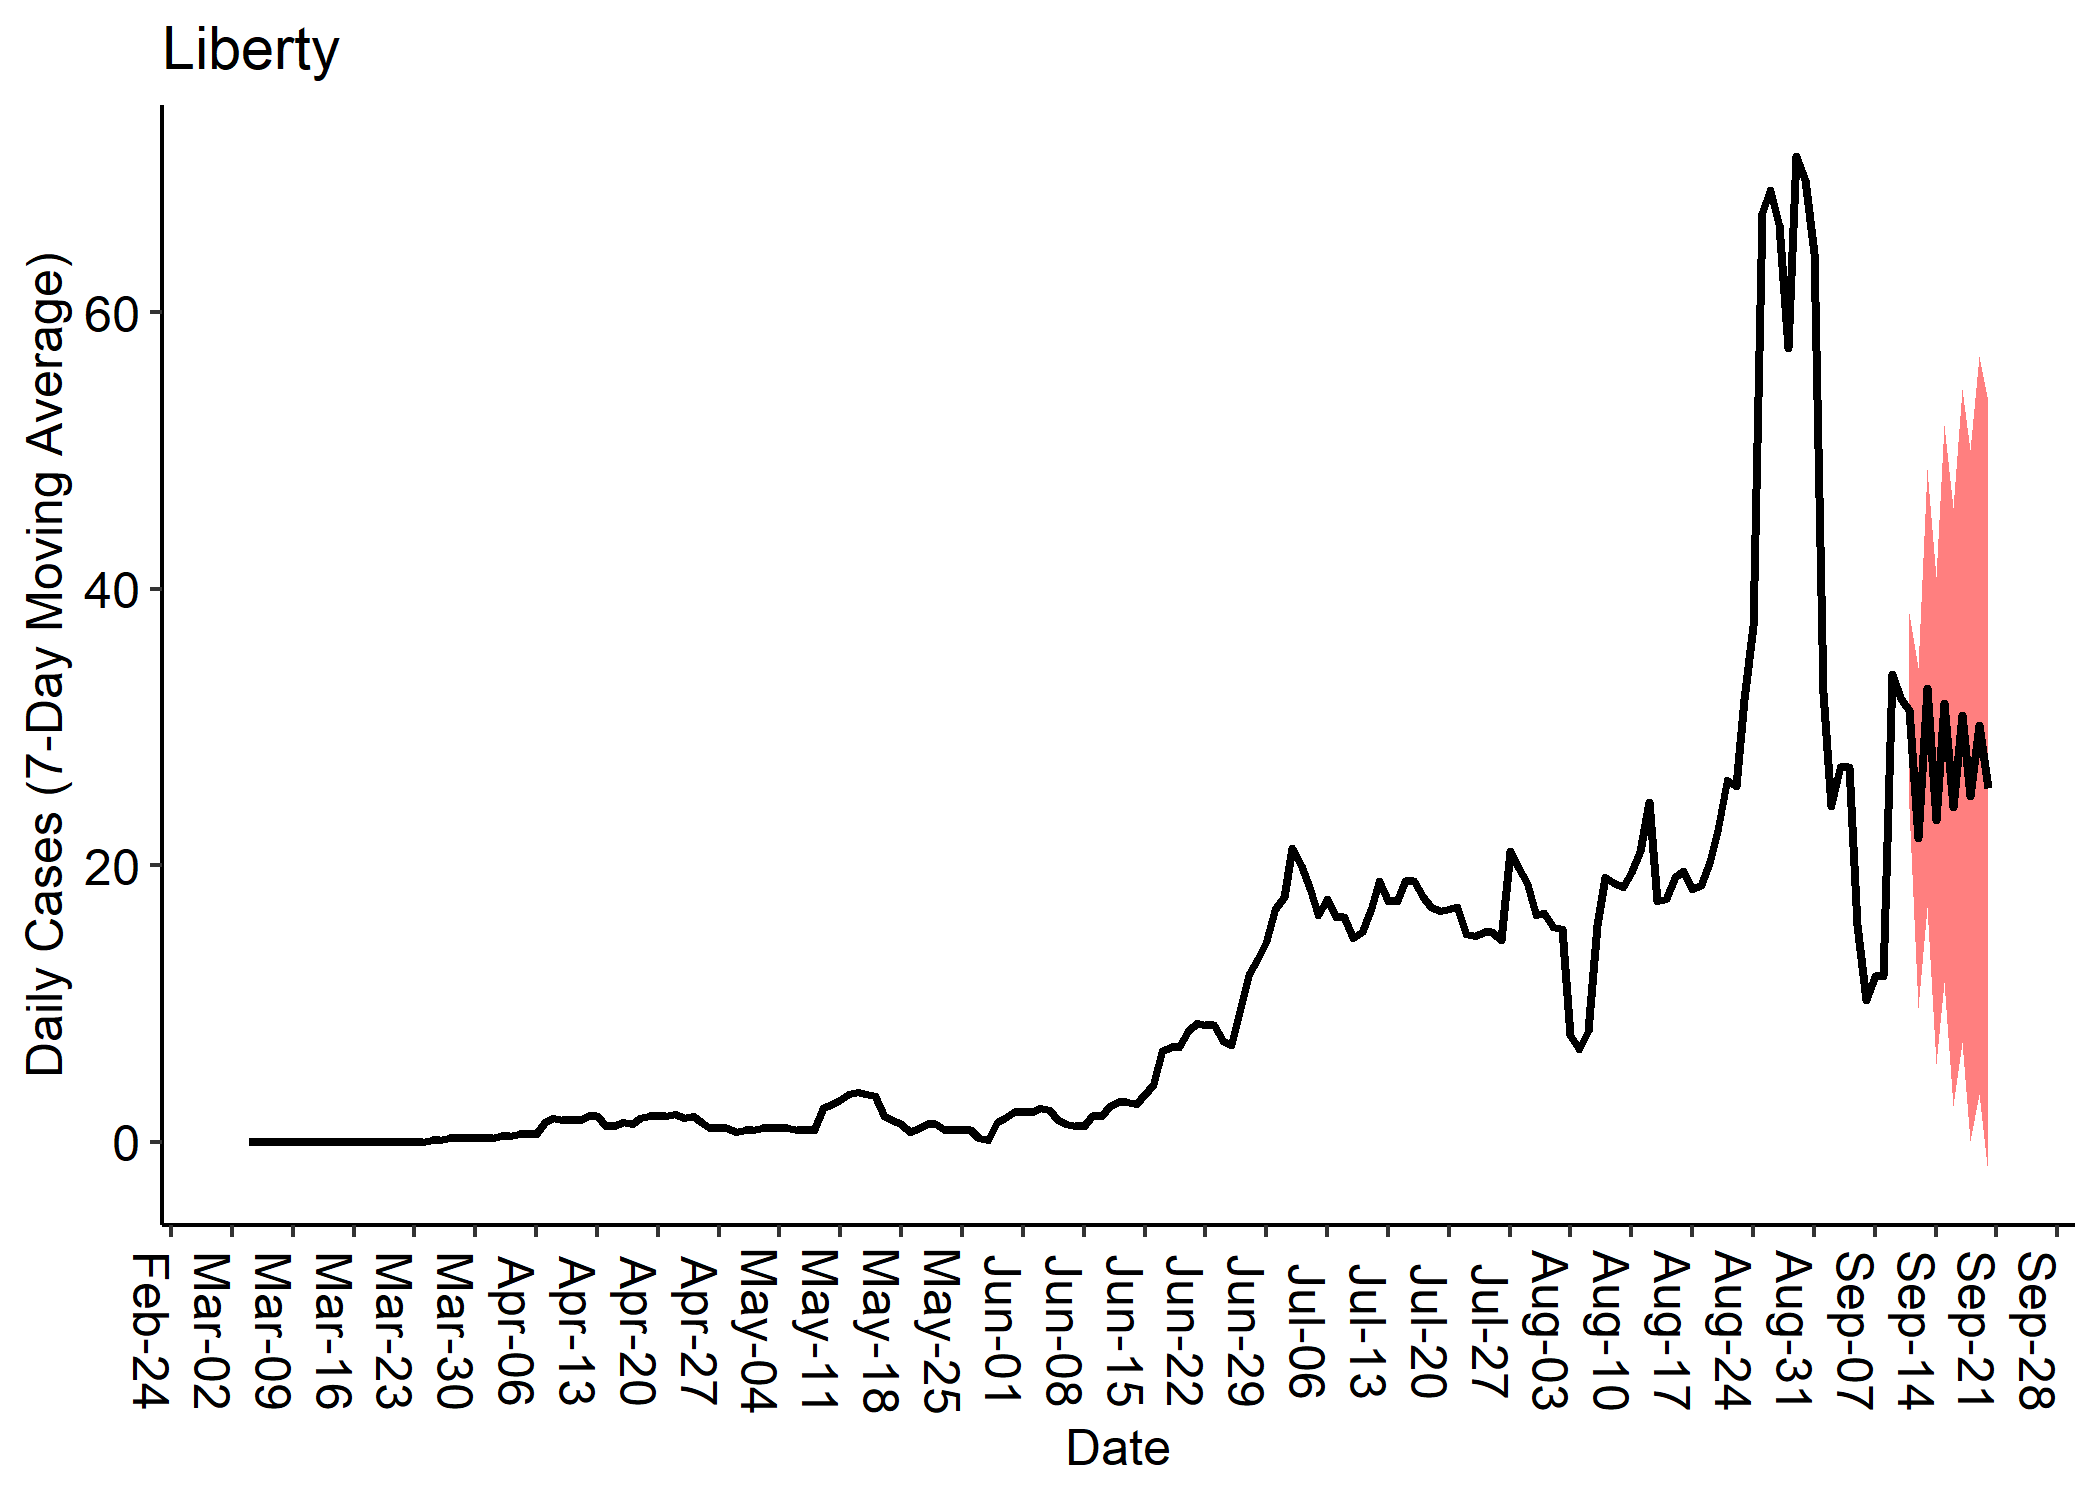 Liberty
Daily Cases (7-Day Moving Average)
60
40
20
0
Feb-24
Mar-02
Mar-09
Mar-16
Mar-23
Mar-30
Apr-06
Apr-13
Apr-20
Apr-27
May-04
May-11
May-18
May-25
Jun-01
Jun-08
Jun-15
Jun-22
Jun-29
Jul-06
Jul-13
Jul-20
Jul-27
Aug-03
Aug-10
Aug-17
Aug-24
Aug-31
Sep-07
Sep-14
Sep-21
Sep-28
Date